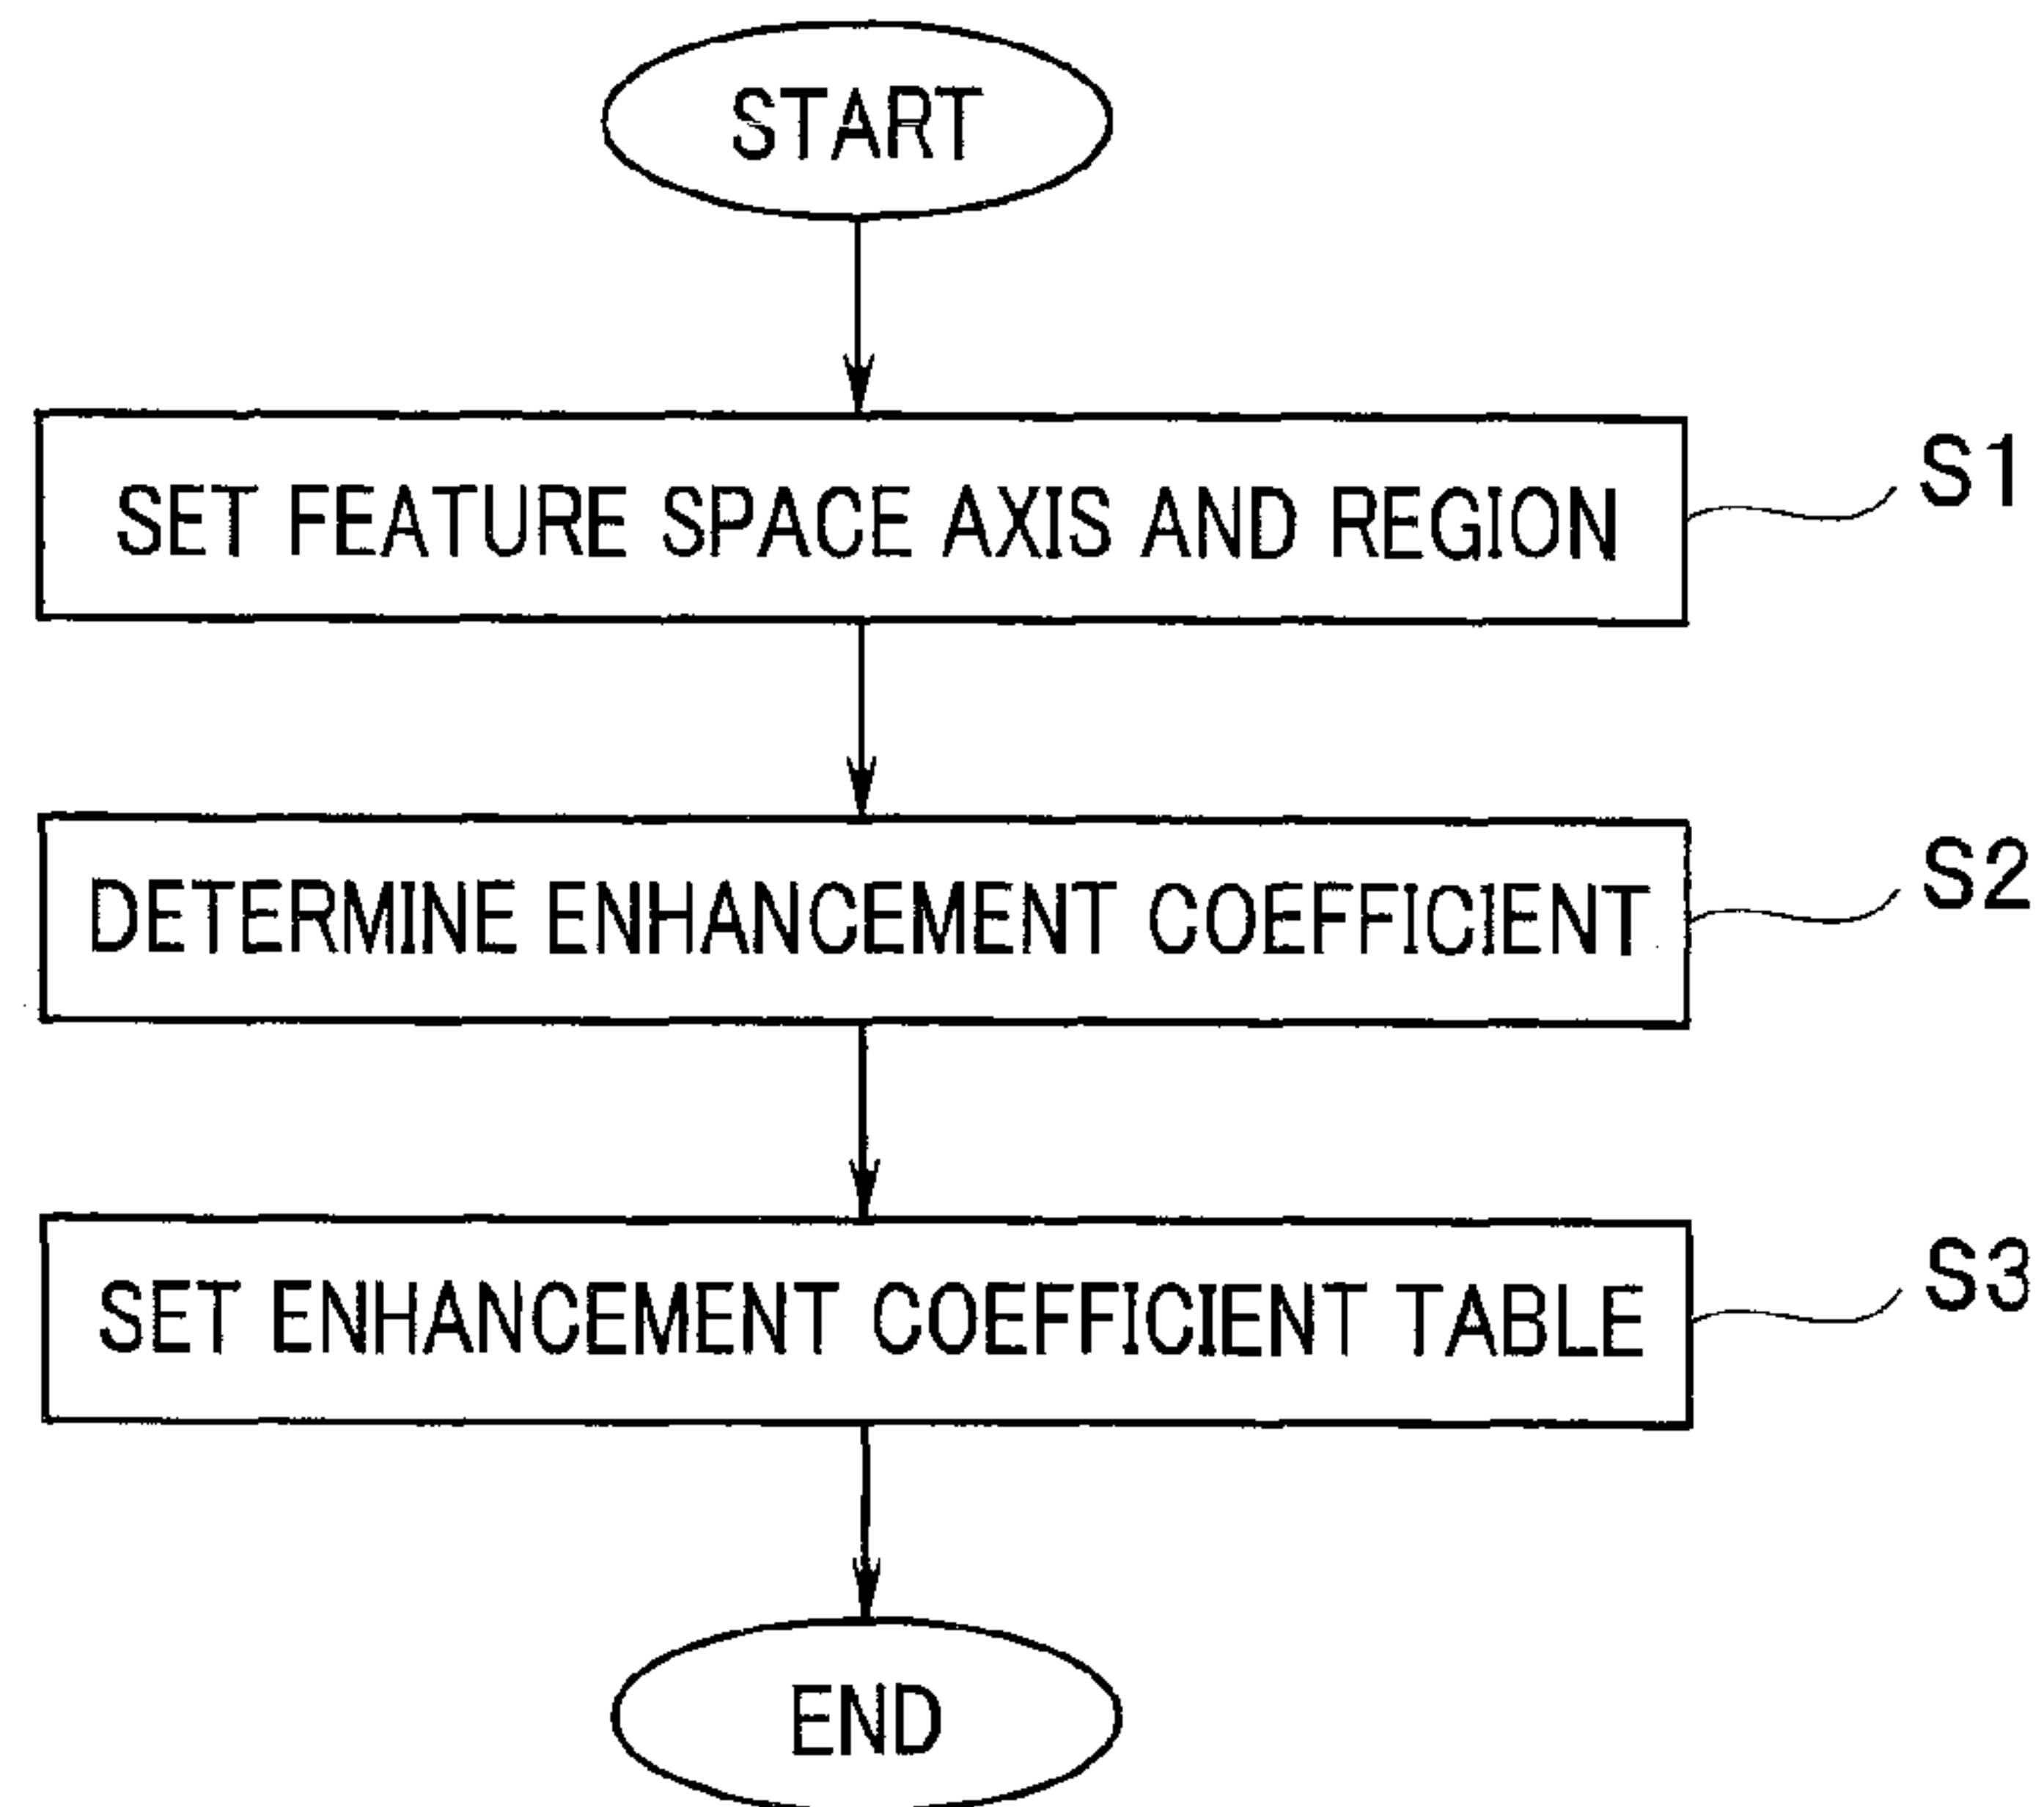 START
SET FEATURE SPACE AXIS AND REGION
S1
DETERMINE ENHANCEMENT COEFFICIENT
S2
SET ENHANCEMENT COEFFICIENT TABLE
S3
END